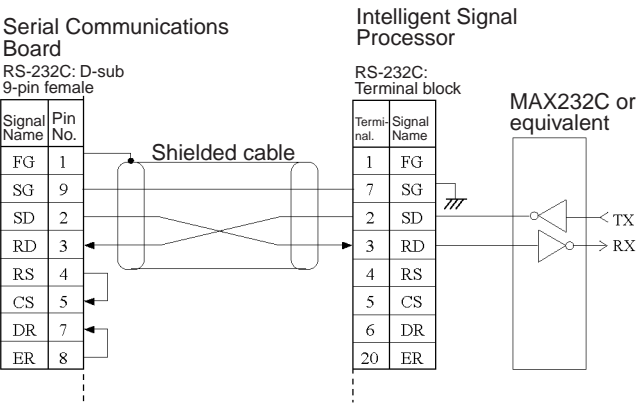 Serial Communications
Board
RS-232C: D-sub
9-pin female
Signal Name Pin No.
FG 1
SG 9
SD 2
RD 3
RS 4
CS 5
DR 7
ER 8
Shielded cable
Intelligent Signal
Processor
RS-232C:
Terminal block
Termi-nal. Signal Name
1 FG
7 SG
2 SD
3 RD
4 RS
5 CS
6 DR
20 ER
MAX232C or
equivalent
TX
RX